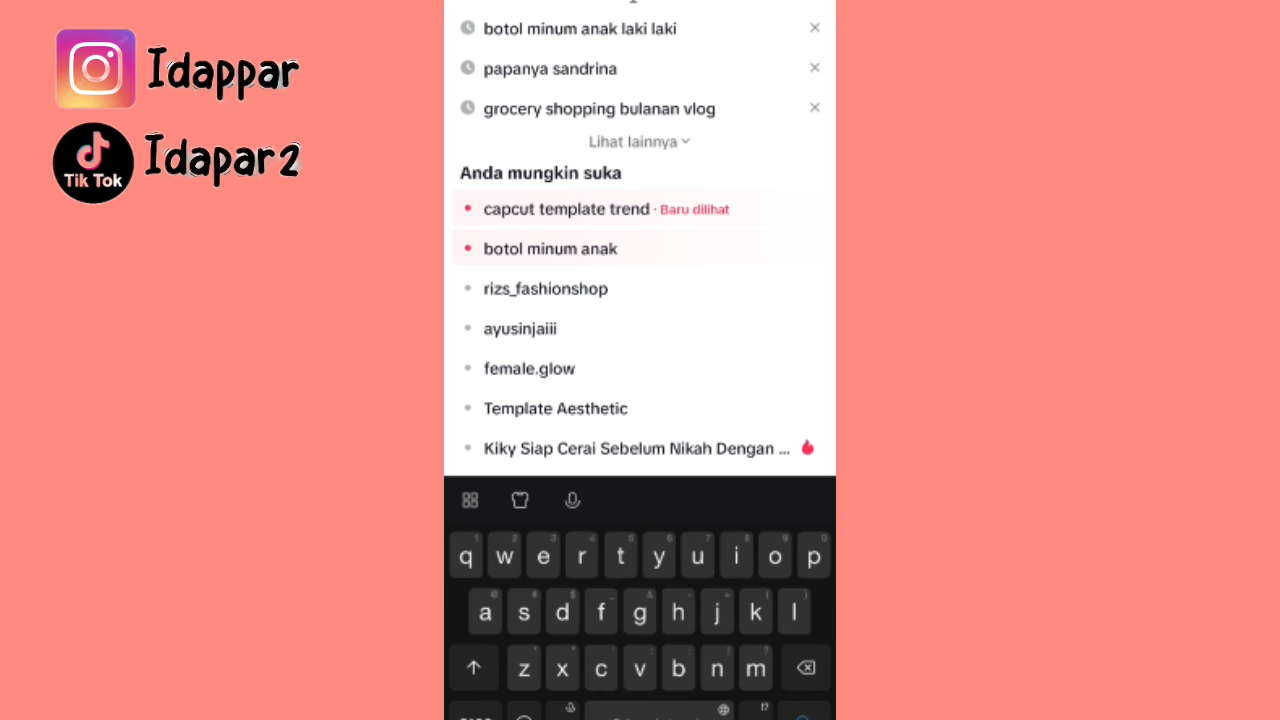 Idappar
Tik Tok
Idapar2
botol minum anak laki laki
papanya sandrina
grocery shopping bulanan vlog
Lihat lainnya
Anda mungkin suka
capcut template trend · Baru dilihat
botol minum anak
rizs_fashionshop
ayusinjaiii
female.glow
Template Aesthetic
Kiky Siap Cerai Sebelum Nikah Dengan ...
q w e r t y u i o p
a s d f g h j k l
z x c v b n m